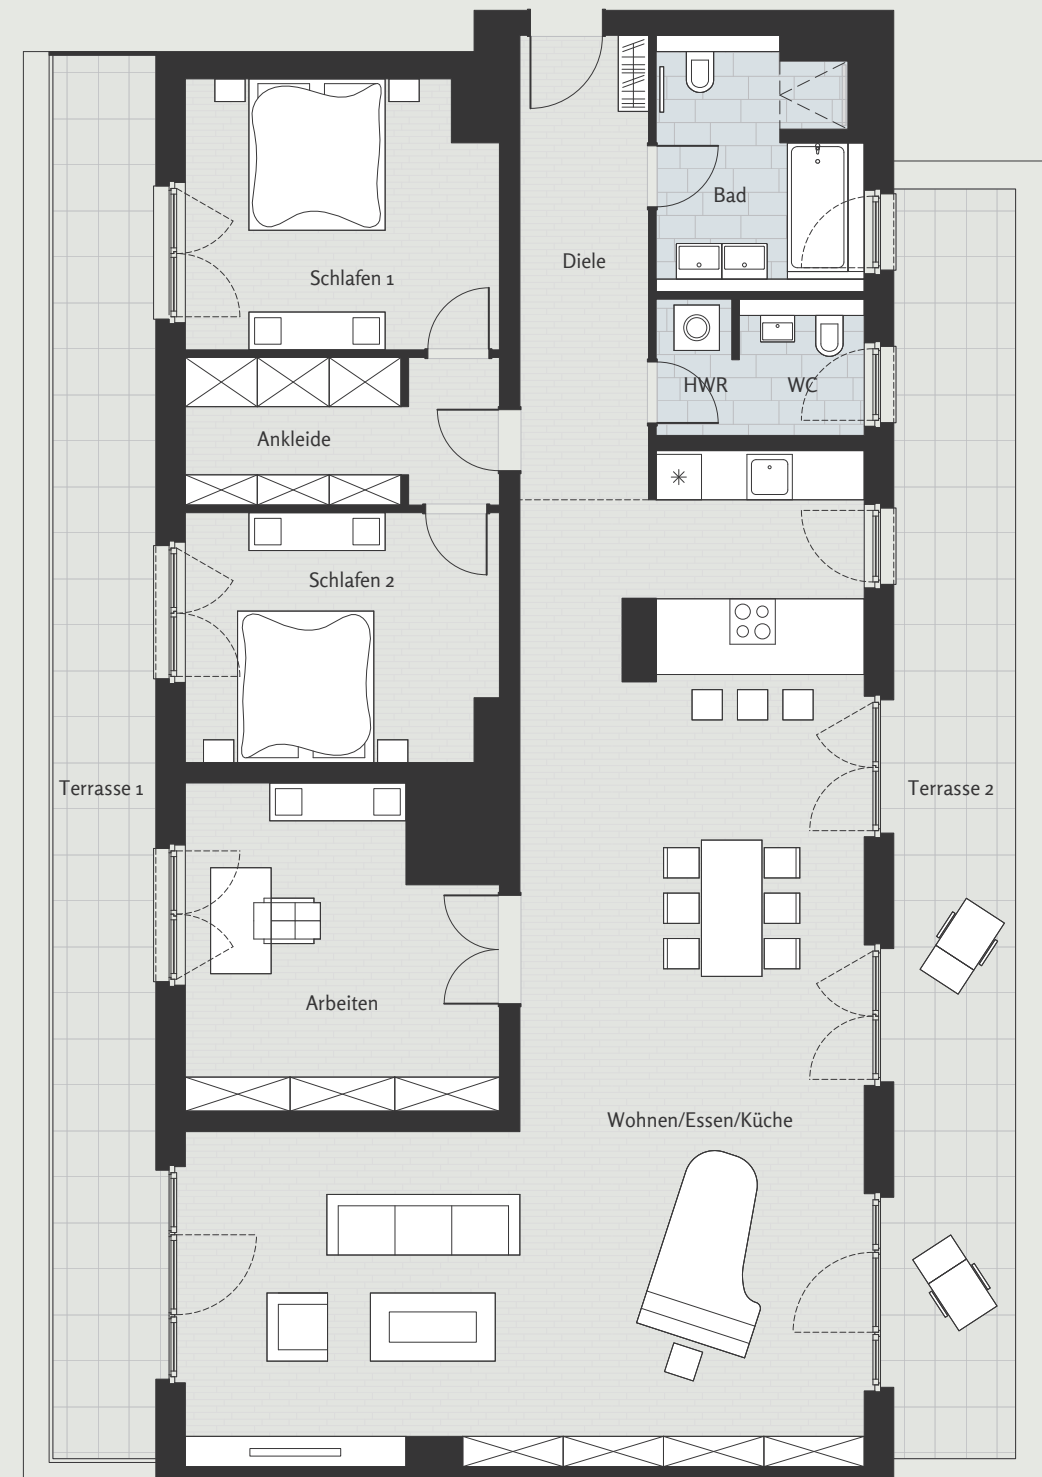 Bad
Diele
Schlafen 1
HWR
WC
Ankleide
Schlafen 2
Terrasse 1
Terrasse 2
Arbeiten
Wohnen/Essen/Küche